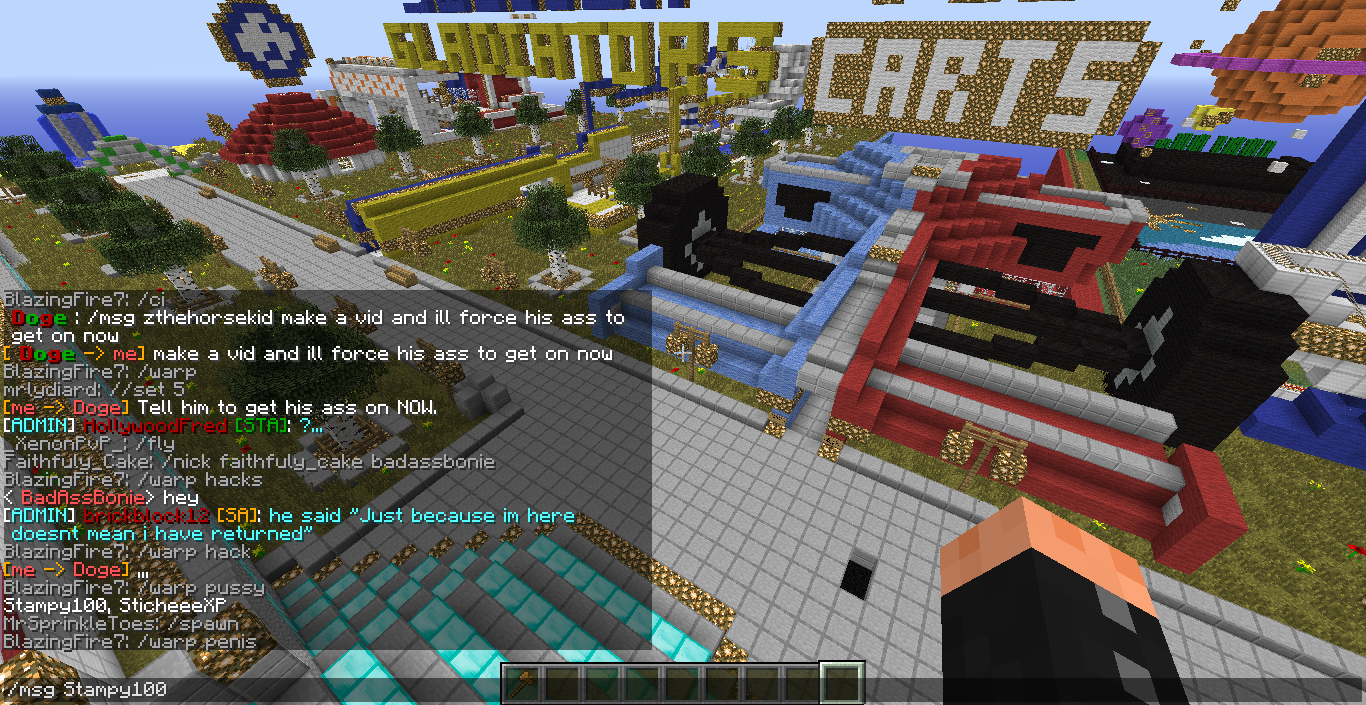 GLADIATORS
CARTS
BlazingFire7: /ci
Doge : /msg zthehorsekid make a vid and ill force his ass to
get on now
[ Doge -> me] make a vid and ill force his ass to get on now
BlazingFire7: /warp
mrlydiard: //set 5
[me -> Doge] Tell him to get his ass on NOW.
[ADMIN] HollywoodFred [STA]: ?...
_XenonPvP_: /fly
Faithfuly_Cake: /nick faithfuly_cake badassbonie
BlazingFire7: /warp hacks
< BadAssBonie> hey
[ADMIN] brickblock12 [SA]: he said "Just because im here
doesnt mean i have returned"
BlazingFire7: /warp hack
[me -> Doge] ...
BlazingFire7: /warp pussy
Stampy100, SticheeeXP
MrSprinkleToes: /spawn
BlazingFire7: /warp penis
/msg Stampy100